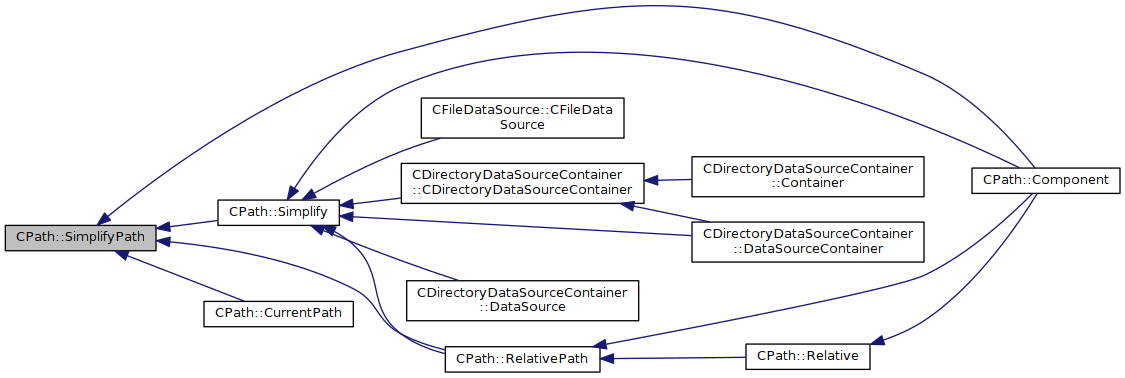 CPath::SimplifyPath
CPath::Simplify
CPath::CurrentPath
CFileDataSource::CFileData
Source
CDirectoryDataSourceContainer
::CDirectoryDataSourceContainer
CDirectoryDataSourceContainer
::DataSource
CPath::RelativePath
CDirectoryDataSourceContainer
::Container
CDirectoryDataSourceContainer
::DataSourceContainer
CPath::Relative
CPath::Component